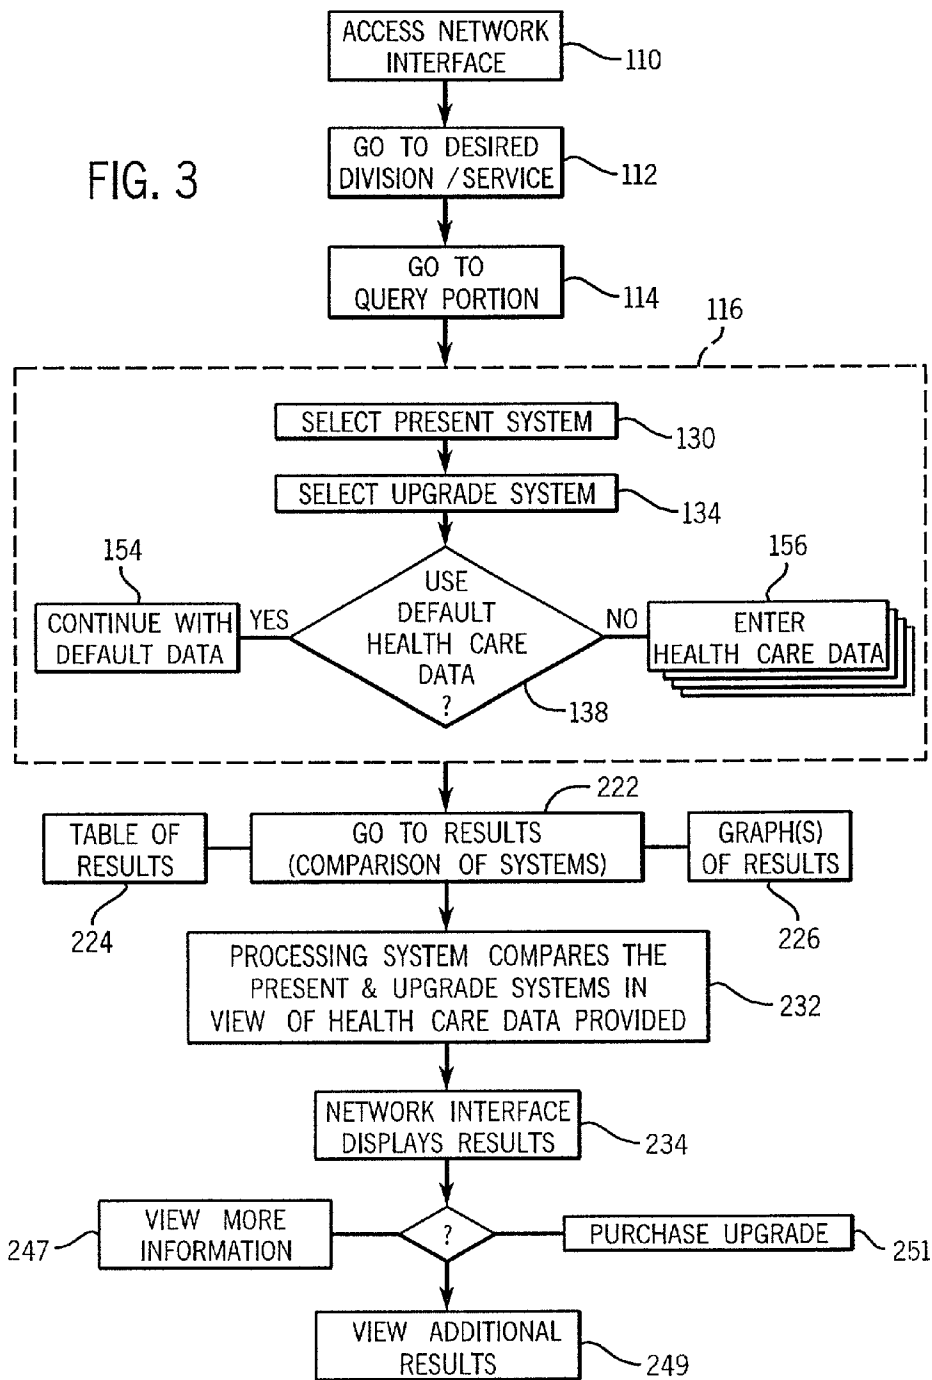 ACCESS NETWORK
INTERFACE
110
FIG. 3
GO TO DESIRED
DIVISION / SERVICE
112
GO TO
QUERY PORTION
114
116
SELECT PRESENT SYSTEM
130
SELECT UPGRADE SYSTEM
134
154
CONTINUE WITH
DEFAULT DATA
YES
USE
DEFAULT
HEALTH CARE
DATA
?
138
NO
156
ENTER
HEALTH CARE DATA
222
TABLE OF
RESULTS
224
GO TO RESULTS
(COMPARISON OF SYSTEMS)
GRAPH(S)
OF RESULTS
226
PROCESSING SYSTEM COMPARES THE
PRESENT & UPGRADE SYSTEMS IN
VIEW OF HEALTH CARE DATA PROVIDED
232
NETWORK INTERFACE
DISPLAYS RESULTS
234
247
VIEW MORE
INFORMATION
?
PURCHASE UPGRADE
251
VIEW ADDITIONAL
RESULTS
249